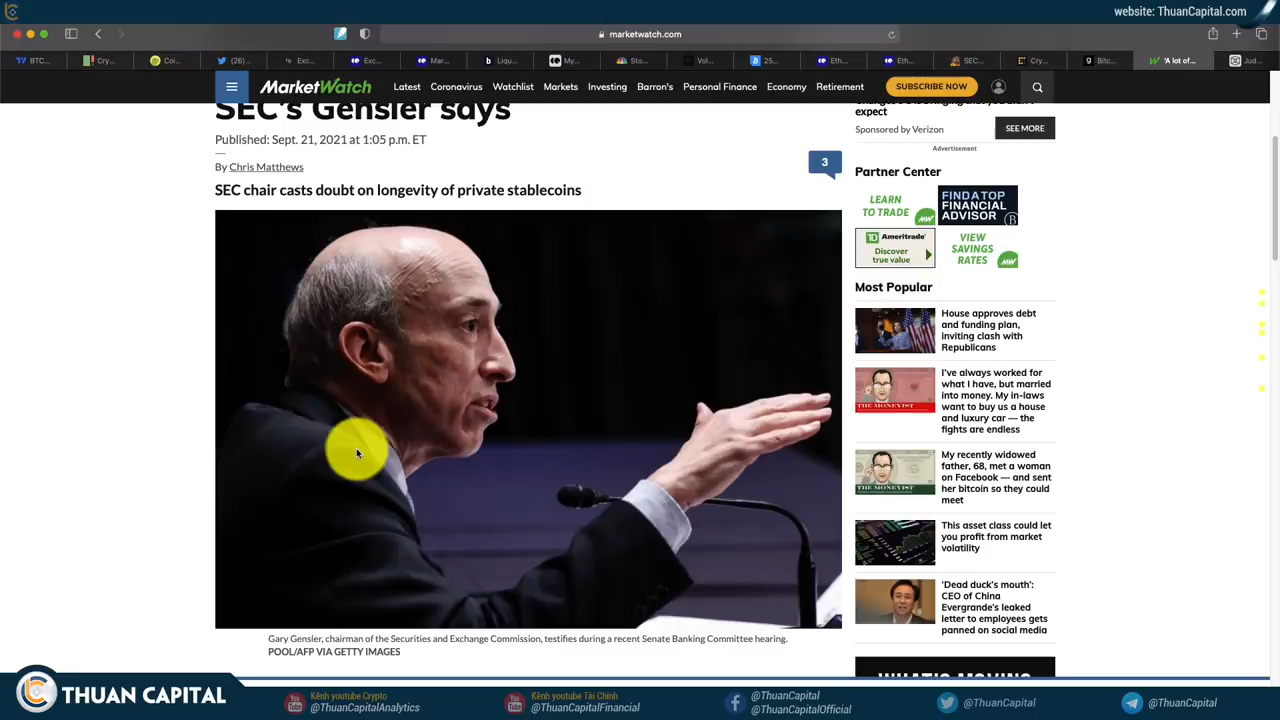 website: ThuanCapital.com
marketwatch.com
BTC...
Cry...
Coi...
(26)...
Exc...
Exc...
Mar...
Liqu...
My...
Sto...
Vol...
25...
Eth...
Eth...
SEC...
Cry...
Bitc...
'A lot of...
Jud...
MarketWatch
Latest
Coronavirus
Watchlist
Markets
Investing
Barron's
Personal Finance
Economy
Retirement
SUBSCRIBE NOW
SEC's Gensler says
Published: Sept. 21, 2021 at 1:05 p.m. ET
By Chris Matthews
3
SEC chair casts doubt on longevity of private stablecoins
Gary Gensler, chairman of the Securities and Exchange Commission, testifies during a recent Senate Banking Committee hearing.
POOL/AFP VIA GETTY IMAGES
expect
Sponsored by Verizon
SEE MORE
Advertisement
Partner Center
LEARN
TO TRADE
MW
FIND A TOP
FINANCIAL
ADVISOR
B
TD Ameritrade
Discover
true value
VIEW
SAVINGS
RATES
MW
Most Popular
House approves debt
and funding plan,
inviting clash with
Republicans
THE MONEYIST
I've always worked for
what I have, but married
into money. My in-laws
want to buy us a house
and luxury car — the
fights are endless
THE MONEYIST
My recently widowed
father, 68, met a woman
on Facebook — and sent
her bitcoin so they could
meet
This asset class could let
you profit from market
volatility
'Dead duck's mouth':
CEO of China
Evergrande's leaked
letter to employees gets
panned on social media
WHAT'S MOVING
THUAN CAPITAL
Kênh youtube Crypto
@ThuanCapitalAnalytics
Kênh youtube Tài Chính
@ThuanCapitalFinancial
@ThuanCapital
@ThuanCapitalOfficial
@ThuanCapital
@ThuanCapital